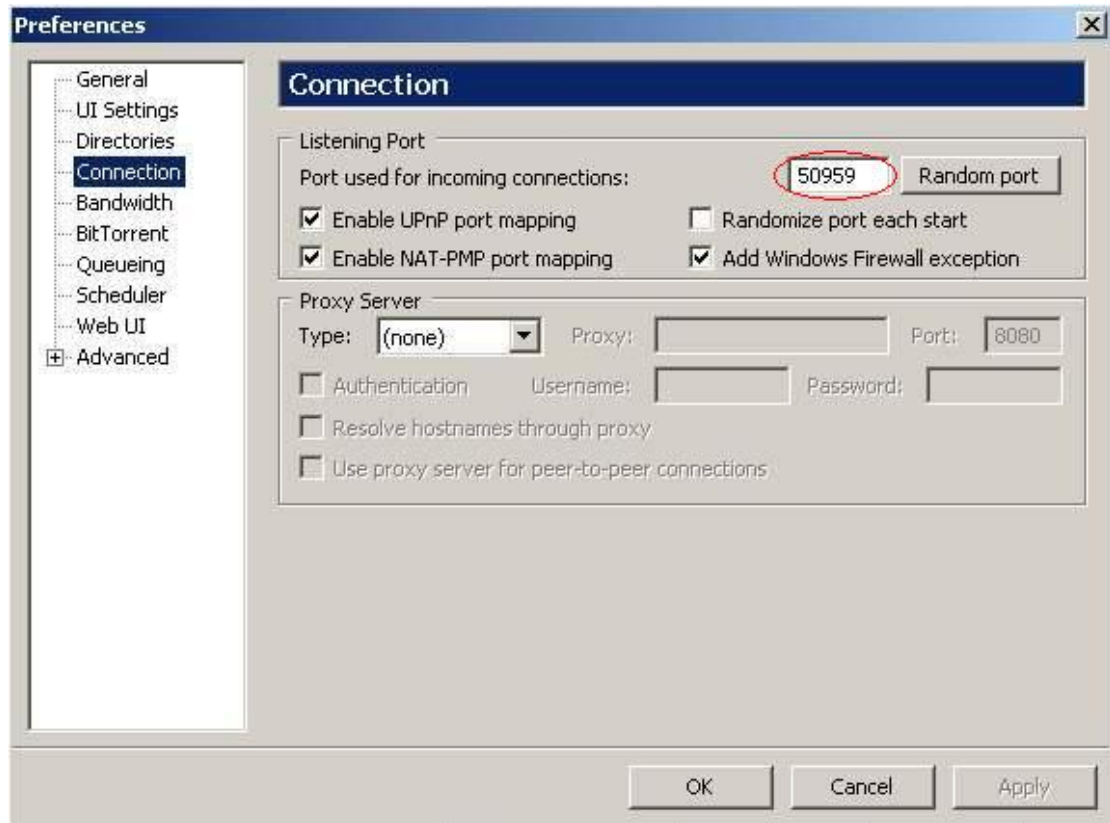 Preferences
General
UI Settings
Directories
Connection
Bandwidth
BitTorrent
Queueing
Scheduler
Web UI
Advanced
Connection
Listening Port
Port used for incoming connections: 50959 Random port
Enable UPnP port mapping Randomize port each start
Enable NAT-PMP port mapping Add Windows Firewall exception
Proxy Server
Type: (none) Proxy: Port: 8080
Authentication Username: Password:
Resolve hostnames through proxy
Use proxy server for peer-to-peer connections
OK Cancel Apply